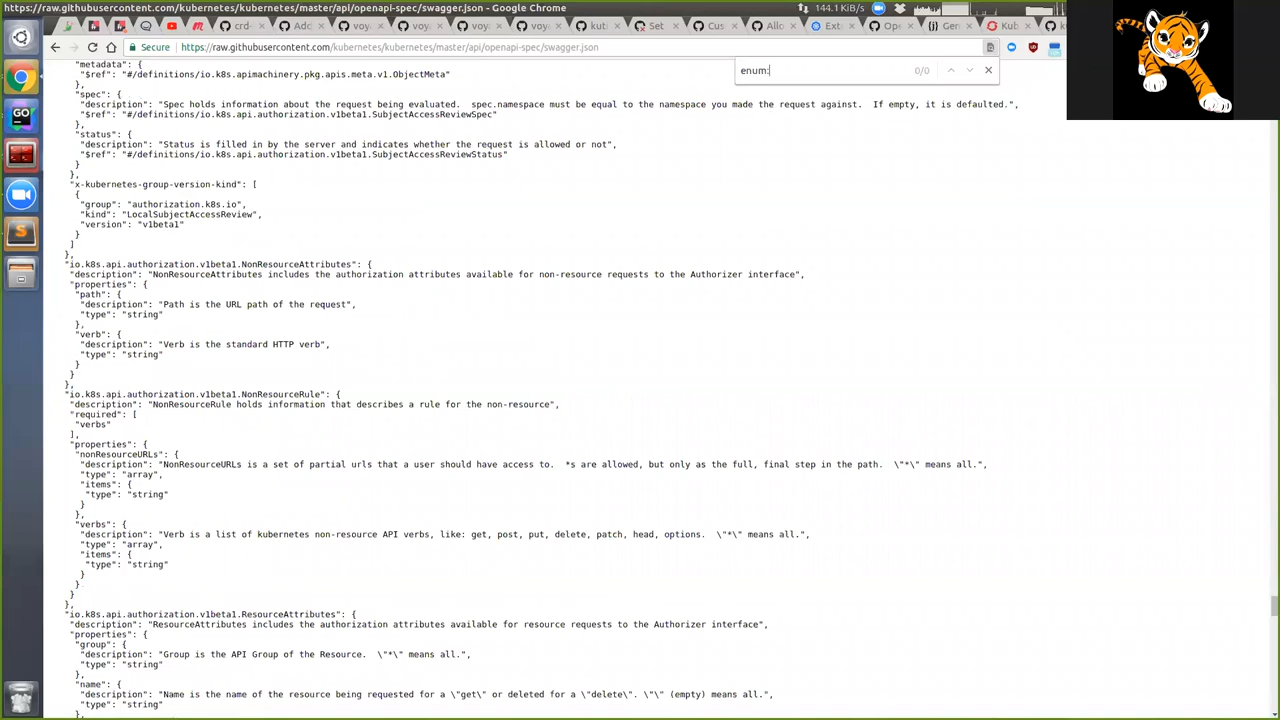 https://raw.githubusercontent.com/kubernetes/kubernetes/master/api/openapi-spec/swagger.json - Google Chrome
144.1 KiB/s
crd- Ad voy voy voy voy kub Set Cus Allo Ext Ope Gen Kub k
Secure https://raw.githubusercontent.com/kubernetes/kubernetes/master/api/openapi-spec/swagger.json
enum: 0/0
"metadata": {
"$ref": "#/definitions/io.k8s.apimachinery.pkg.apis.meta.v1.ObjectMeta"
},
"spec": {
"description": "Spec holds information about the request being evaluated.  spec.namespace must be equal to the namespace you made the request against.  If empty, it is defaulted.",
"$ref": "#/definitions/io.k8s.api.authorization.v1beta1.SubjectAccessReviewSpec"
},
"status": {
"description": "Status is filled in by the server and indicates whether the request is allowed or not",
"$ref": "#/definitions/io.k8s.api.authorization.v1beta1.SubjectAccessReviewStatus"
}
},
"x-kubernetes-group-version-kind": [
{
"group": "authorization.k8s.io",
"kind": "LocalSubjectAccessReview",
"version": "v1beta1"
}
]
},
"io.k8s.api.authorization.v1beta1.NonResourceAttributes": {
"description": "NonResourceAttributes includes the authorization attributes available for non-resource requests to the Authorizer interface",
"properties": {
"path": {
"description": "Path is the URL path of the request",
"type": "string"
},
"verb": {
"description": "Verb is the standard HTTP verb",
"type": "string"
}
}
},
"io.k8s.api.authorization.v1beta1.NonResourceRule": {
"description": "NonResourceRule holds information that describes a rule for the non-resource",
"required": [
"verbs"
],
"properties": {
"nonResourceURLs": {
"description": "NonResourceURLs is a set of partial urls that a user should have access to.  *s are allowed, but only as the full, final step in the path.  \"*\" means all.",
"type": "array",
"items": {
"type": "string"
}
},
"verbs": {
"description": "Verb is a list of kubernetes non-resource API verbs, like: get, post, put, delete, patch, head, options.  \"*\" means all.",
"type": "array",
"items": {
"type": "string"
}
}
}
},
"io.k8s.api.authorization.v1beta1.ResourceAttributes": {
"description": "ResourceAttributes includes the authorization attributes available for resource requests to the Authorizer interface",
"properties": {
"group": {
"description": "Group is the API Group of the Resource.  \"*\" means all.",
"type": "string"
},
"name": {
"description": "Name is the name of the resource being requested for a \"get\" or deleted for a \"delete\". \"\" (empty) means all.",
"type": "string"
},